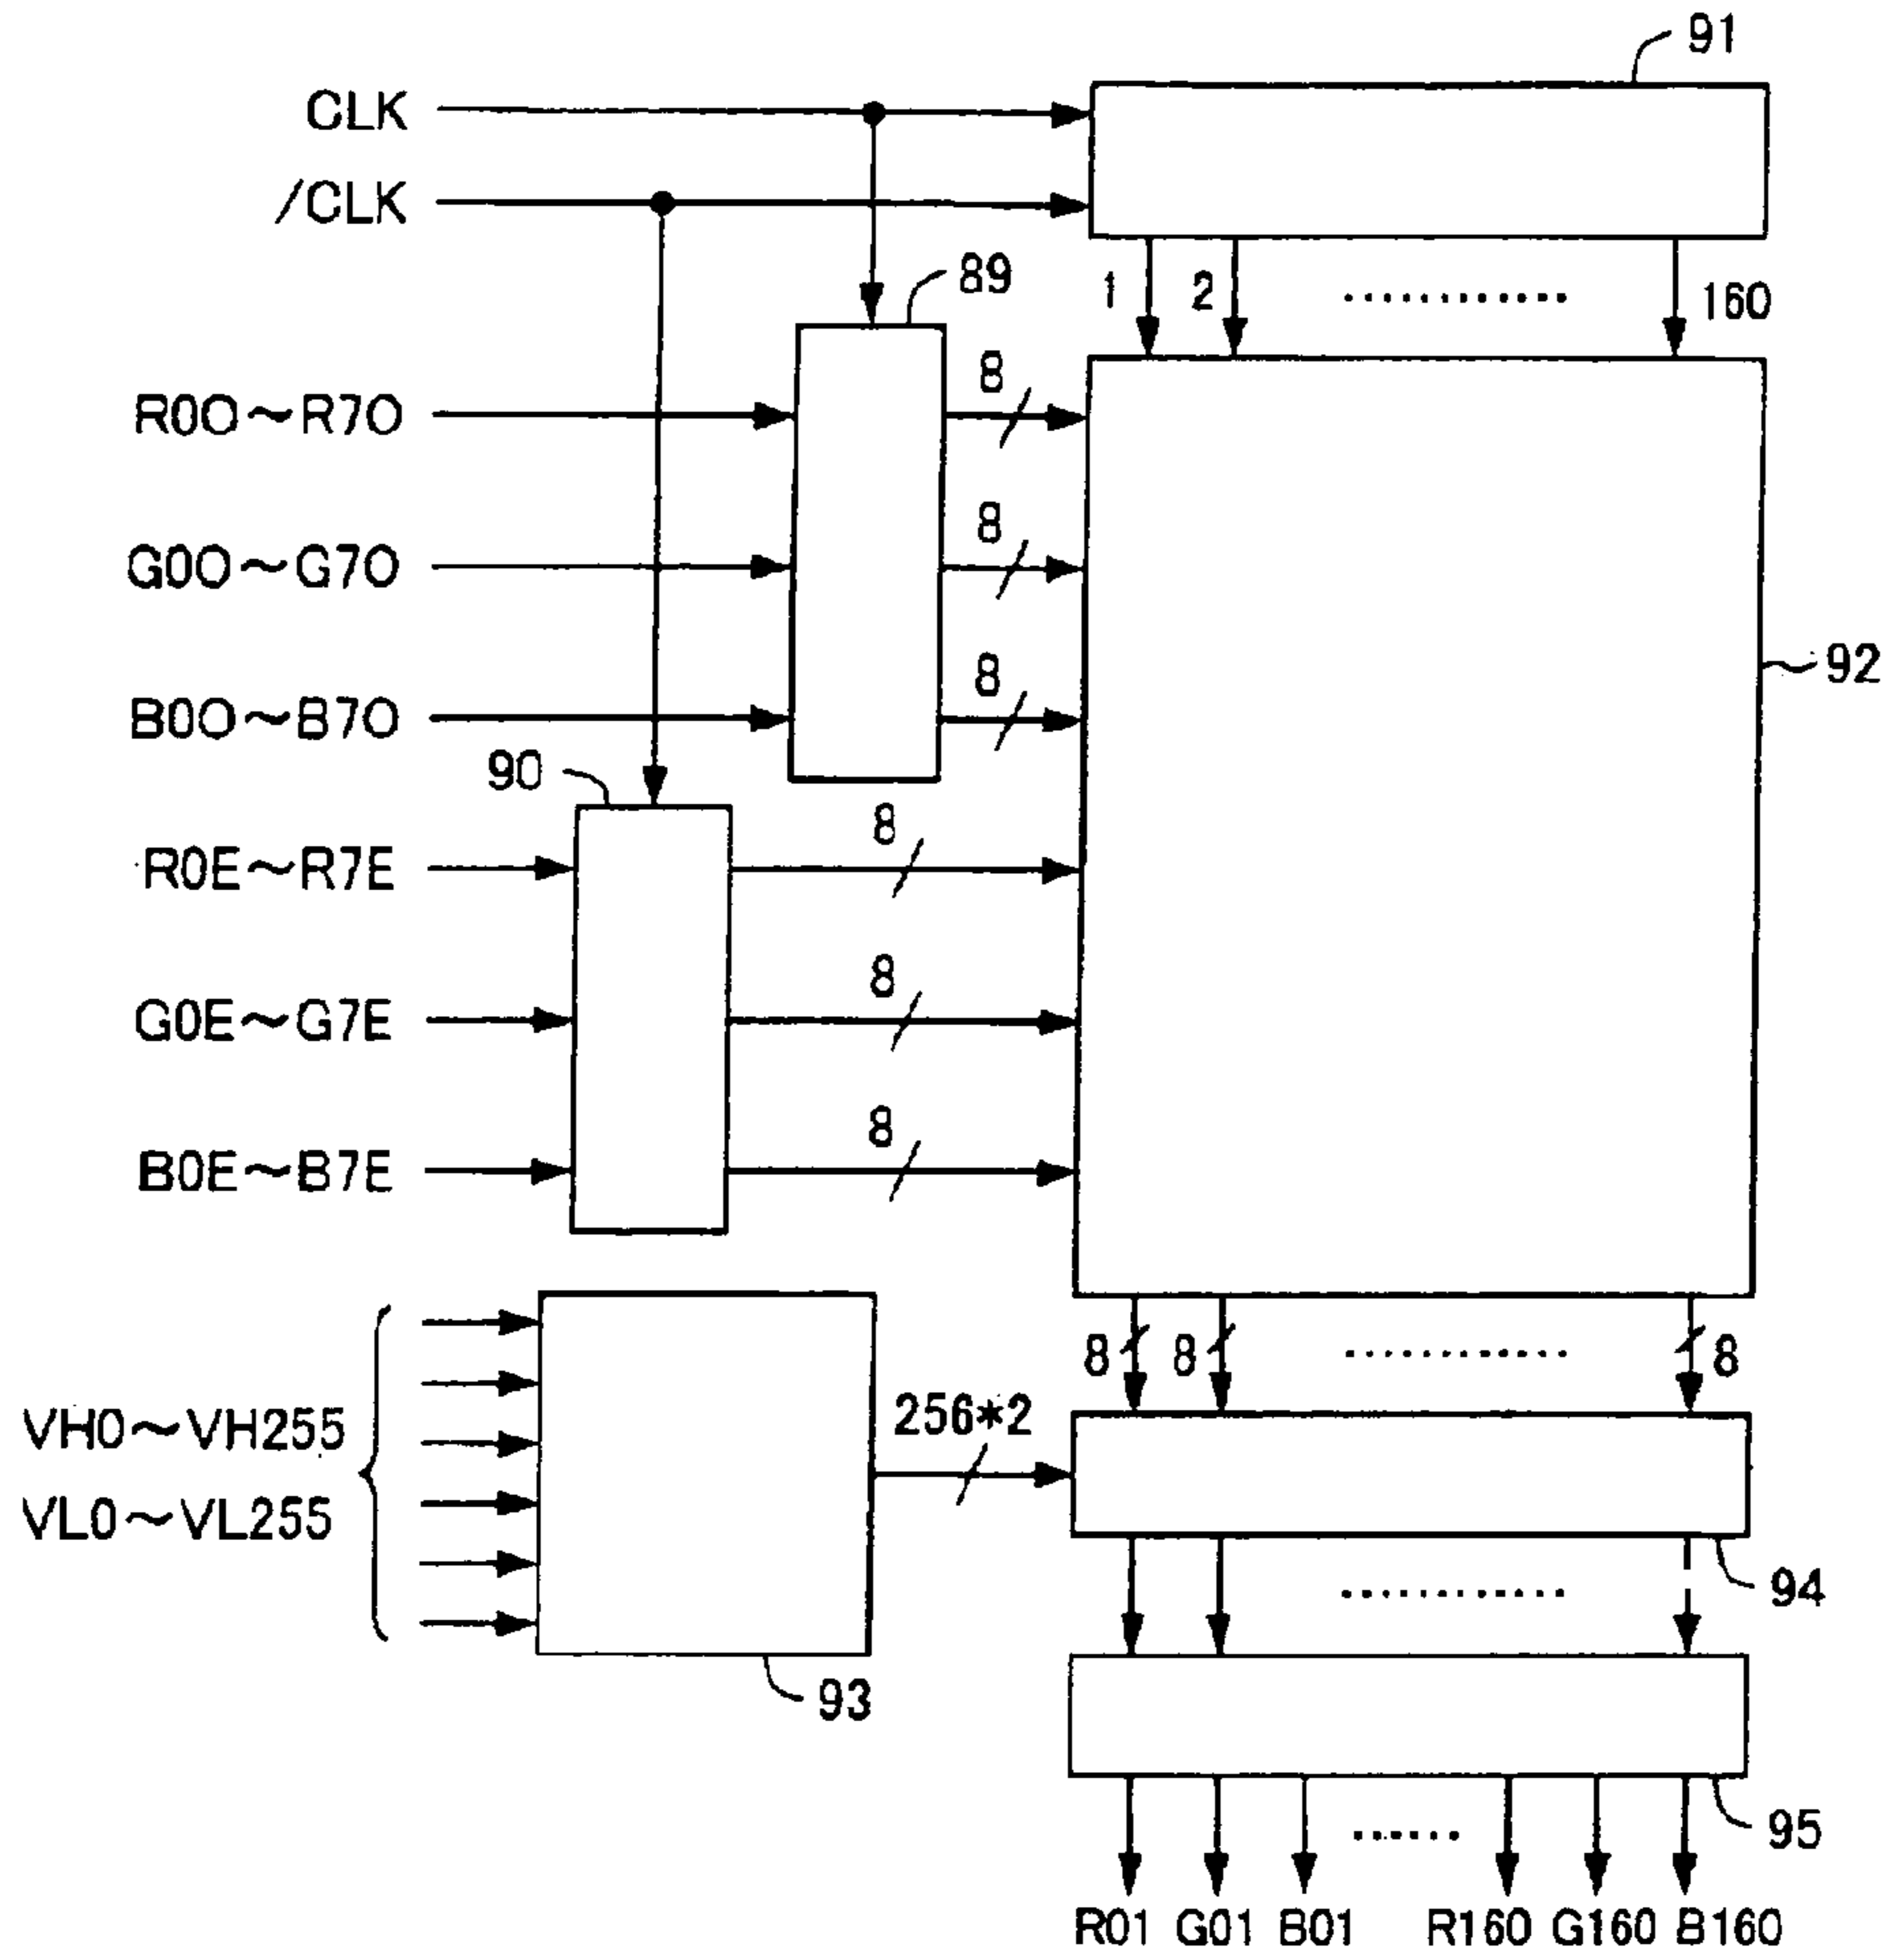 91
CLK
/CLK
89
1 2 ............ 160
R0O～R7O 8
G0O～G7O 8
B0O～B7O 8
92
90
R0E～R7E 8
G0E～G7E 8
B0E～B7E 8
8 8 ............ 8
VH0～VH255
VL0～VL255
256*2
............
94
93
95
......
R01 G01 B01 R160 G160 B160